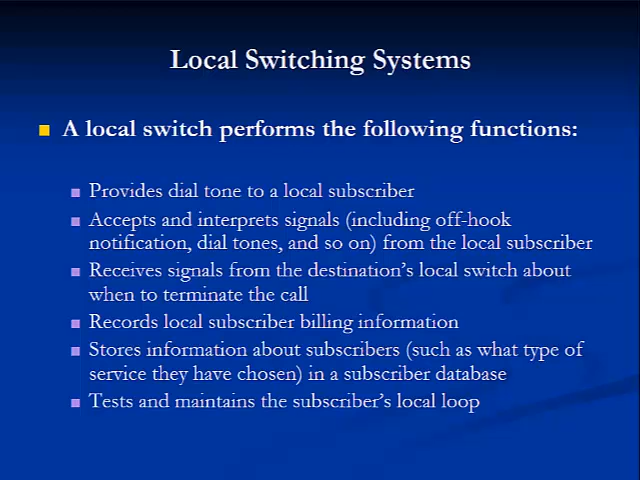 Local Switching Systems
A local switch performs the following functions:
Provides dial tone to a local subscriber
Accepts and interprets signals (including off-hook
notification, dial tones, and so on) from the local subscriber
Receives signals from the destination's local switch about
when to terminate the call
Records local subscriber billing information
Stores information about subscribers (such as what type of
service they have chosen) in a subscriber database
Tests and maintains the subscriber's local loop